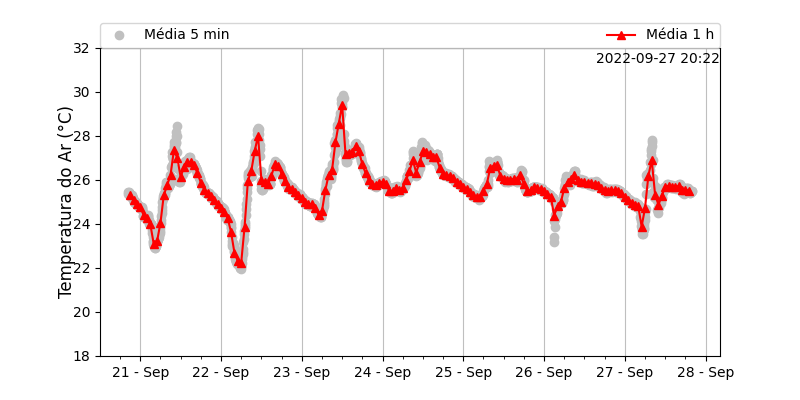 Média 5 min
Média 1 h
2022-09-27 20:22
Temperatura do Ar (°C)
32
30
28
26
24
22
20
18
21 - Sep
22 - Sep
23 - Sep
24 - Sep
25 - Sep
26 - Sep
27 - Sep
28 - Sep